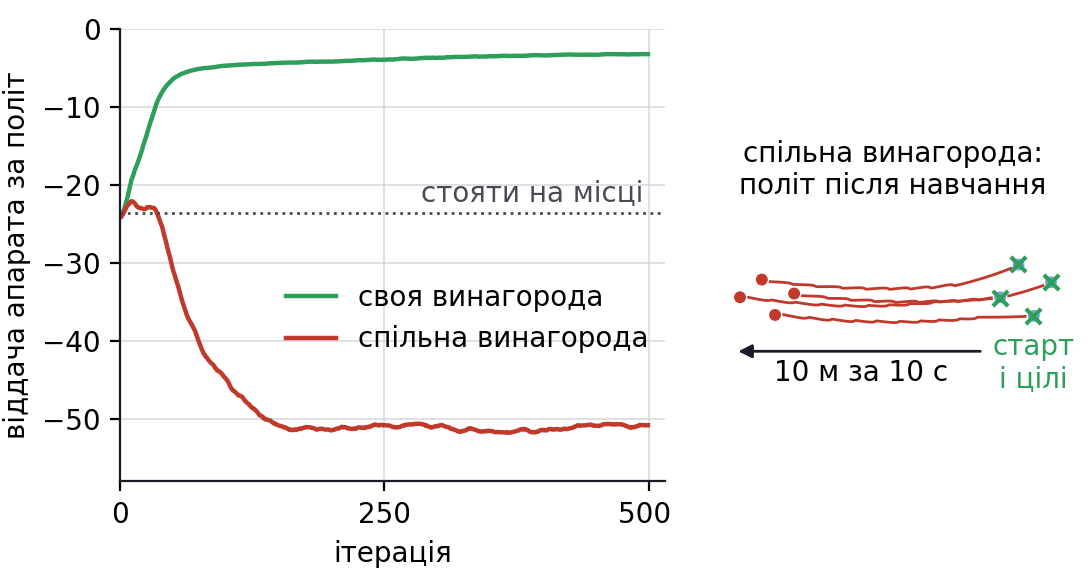 віддача апарата за політ
0
−10
−20
−30
−40
−50
стояти на місці
своя винагорода
спільна винагорода
0
250
500
ітерація
спільна винагорода:
політ після навчання
старт
і цілі
10 м за 10 с